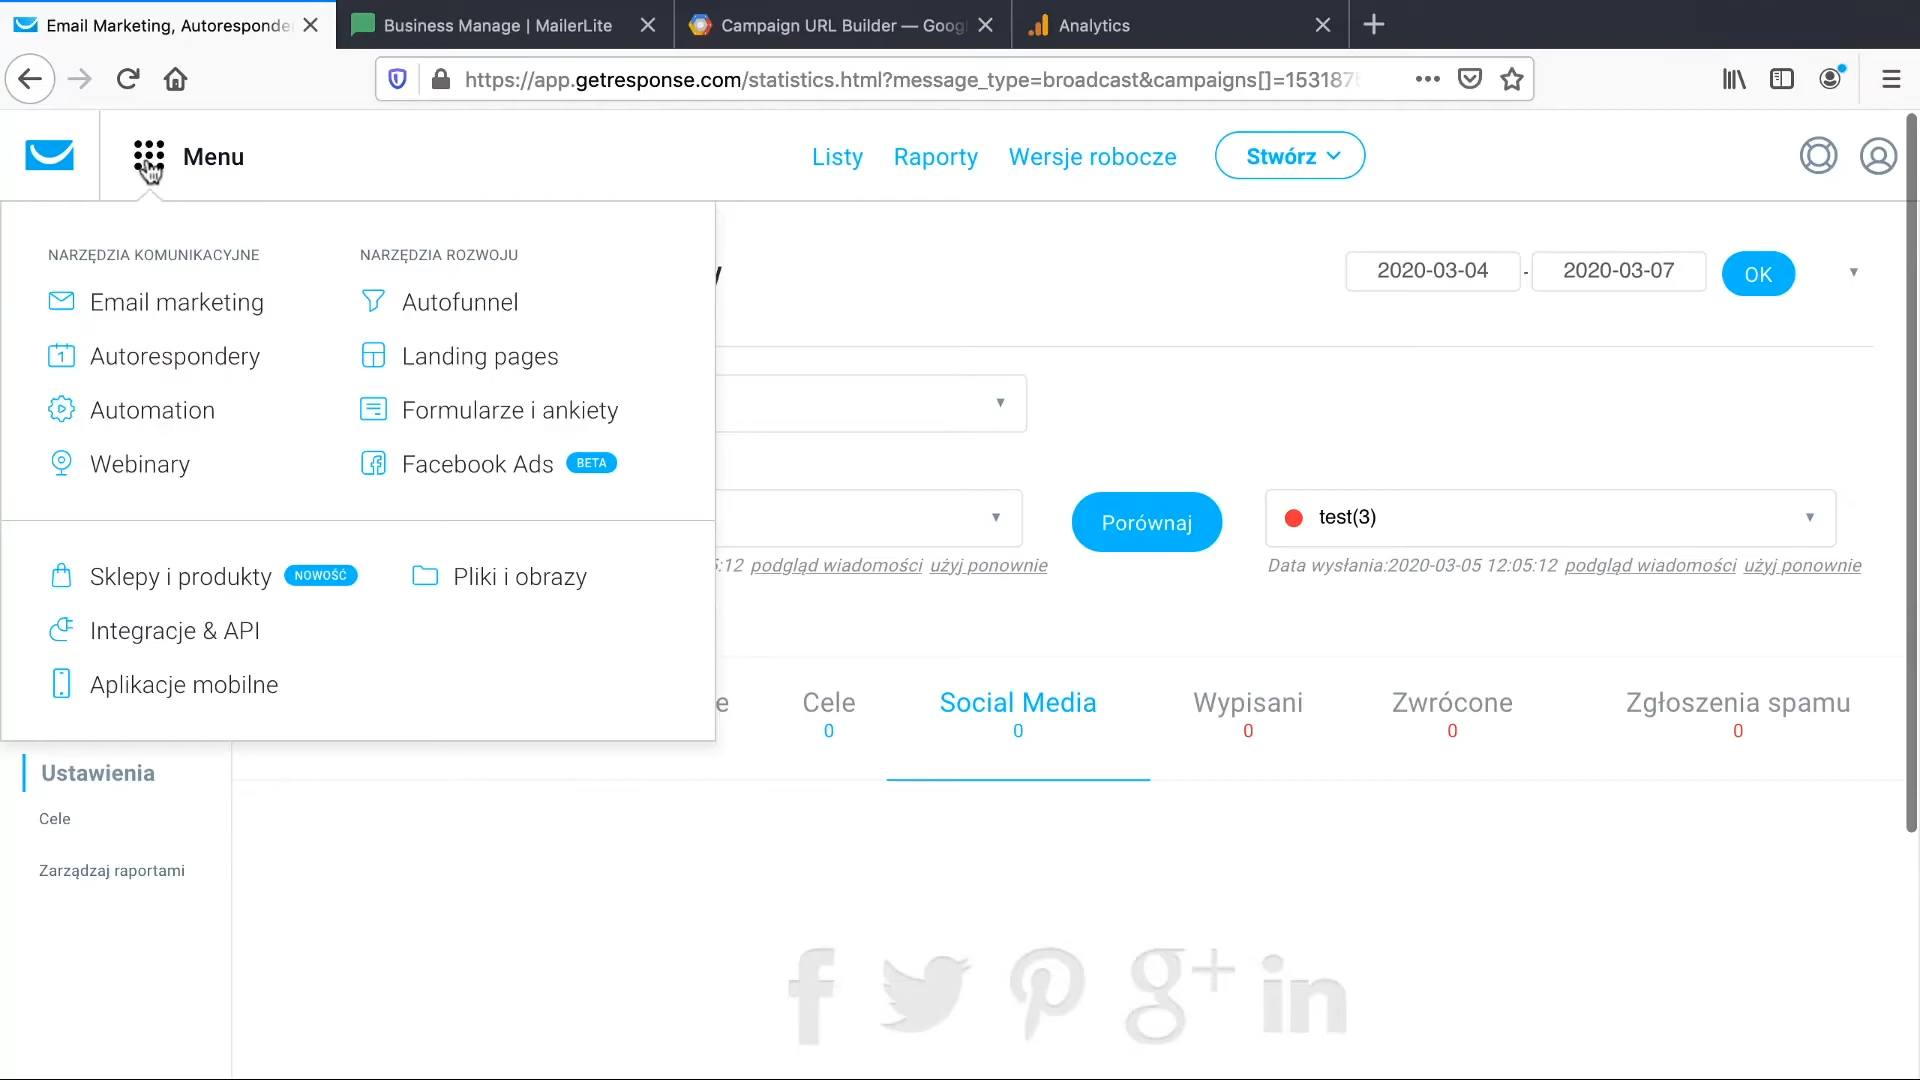 Email Marketing, Autoresponde
Business Manage | MailerLite
Campaign URL Builder — Goog
Analytics
https://app.getresponse.com/statistics.html?message_type=broadcast&campaigns[]=153187
Menu
Listy
Raporty
Wersje robocze
Stwórz
NARZĘDZIA KOMUNIKACYJNE
NARZĘDZIA ROZWOJU
y
2020-03-04 - 2020-03-07
OK
Email marketing
Autofunnel
1
Autorespondery
Landing pages
Automation
Formularze i ankiety
Webinary
Facebook Ads BETA
Porównaj
test(3)
5:12 podgląd wiadomości użyj ponownie
Data wysłania:2020-03-05 12:05:12 podgląd wiadomości użyj ponownie
Sklepy i produkty NOWOŚĆ
Pliki i obrazy
Integracje & API
Aplikacje mobilne
e
Cele
0
Social Media
0
Wypisani
0
Zwrócone
0
Zgłoszenia spamu
0
Ustawienia
Cele
Zarządzaj raportami